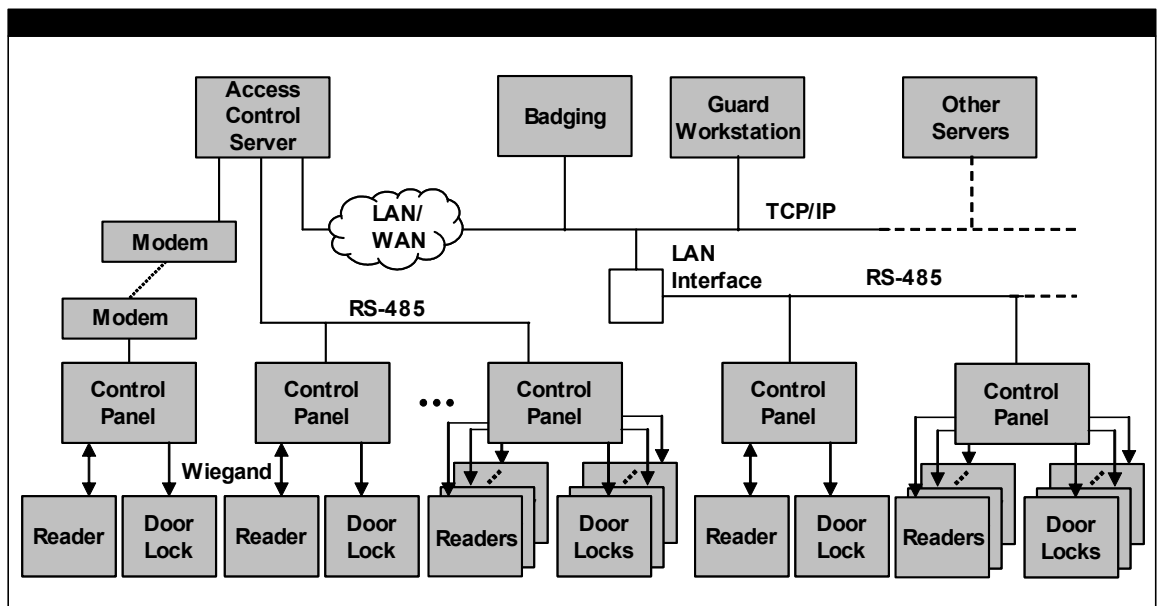 Access
Control
Server
Badging
Guard
Workstation
Other
Servers
LAN/
WAN
TCP/IP
Modem
LAN
Interface
RS-485
Modem
RS-485
Control
Panel
Control
Panel
•••
Control
Panel
Control
Panel
Control
Panel
Wiegand
Reader
Door
Lock
Reader
Door
Lock
Readers
Door
Locks
Reader
Door
Lock
Readers
Door
Locks